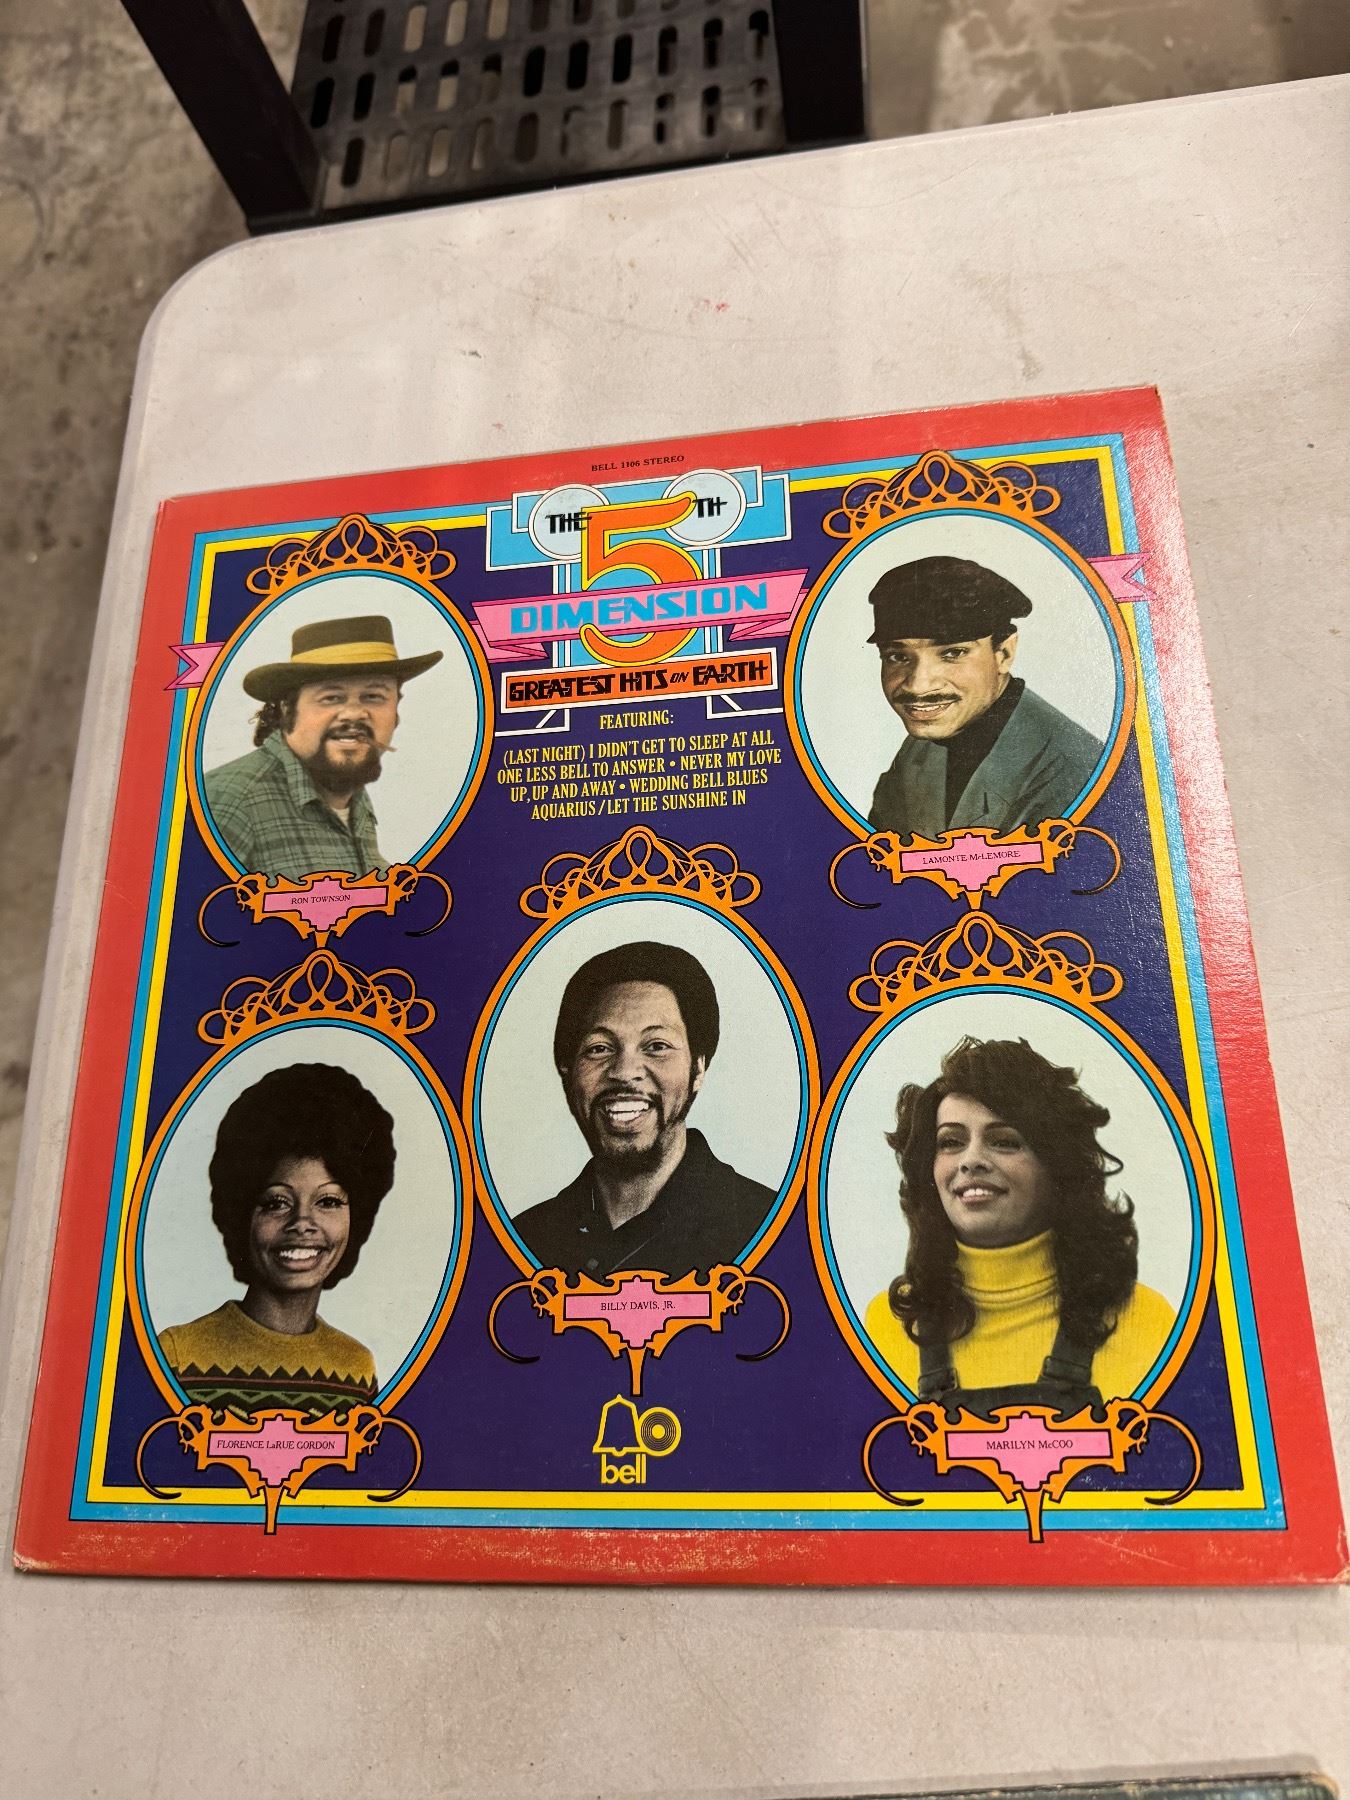 BELL 1106 STEREO
THE 5TH
DIMENSION
GREATEST HITS ON EARTH
FEATURING:
(LAST NIGHT) I DIDN'T GET TO SLEEP AT ALL
ONE LESS BELL TO ANSWER • NEVER MY LOVE
UP, UP AND AWAY • WEDDING BELL BLUES
AQUARIUS/LET THE SUNSHINE IN
RON TOWNSON
LAMONTE McLEMORE
FLORENCE LaRUE GORDON
BILLY DAVIS, JR.
MARILYN McCOO
bell